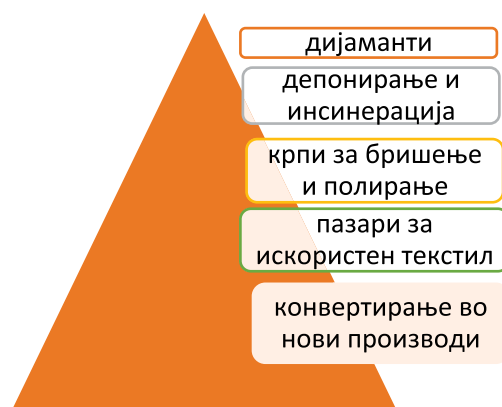 дијаманти
депонирање и
инсинерација
крпи за бришење
и полирање
пазари за
искористен текстил
конвертирање во
нови производи